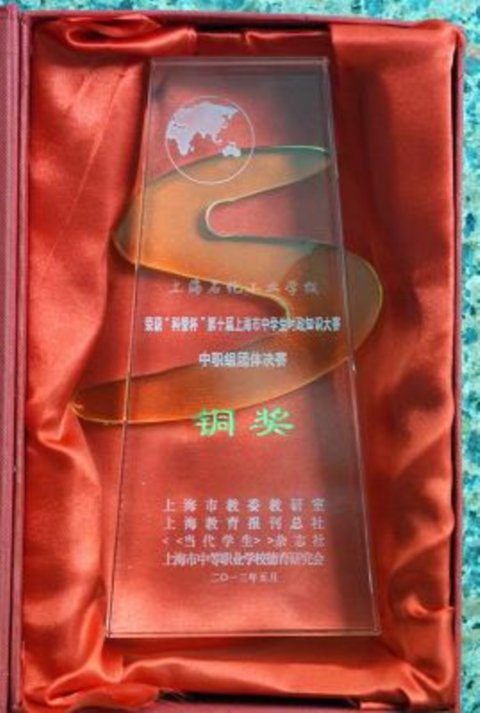 上海石化工业学校
荣获“科普杯”第十届上海市中学生时政知识大赛
中职组团体决赛
铜奖
上海市教委教研室
上海教育报刊总社
<<当代学生>>杂志社
上海市中等职业学校德育研究会
二〇一三年五月